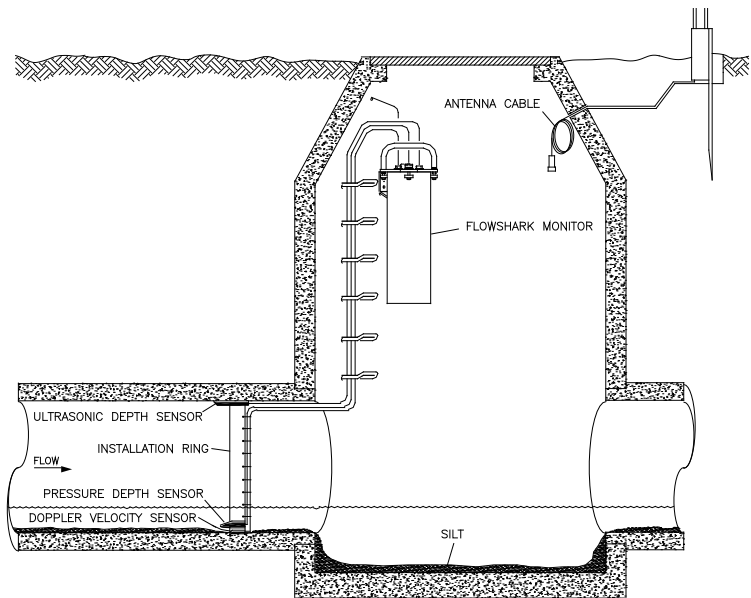 ANTENNA CABLE
FLOWSHARK MONITOR
ULTRASONIC DEPTH SENSOR
INSTALLATION RING
FLOW
PRESSURE DEPTH SENSOR
DOPPLER VELOCITY SENSOR
SILT